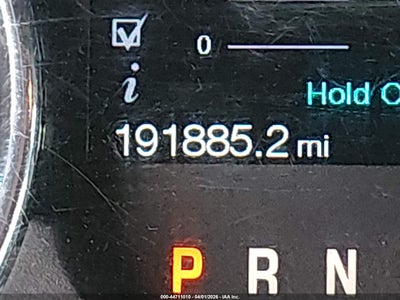 0
i
Hold O
191885.2 mi
P R N
000-44711010 - 04/01/2026 - IAA Inc.